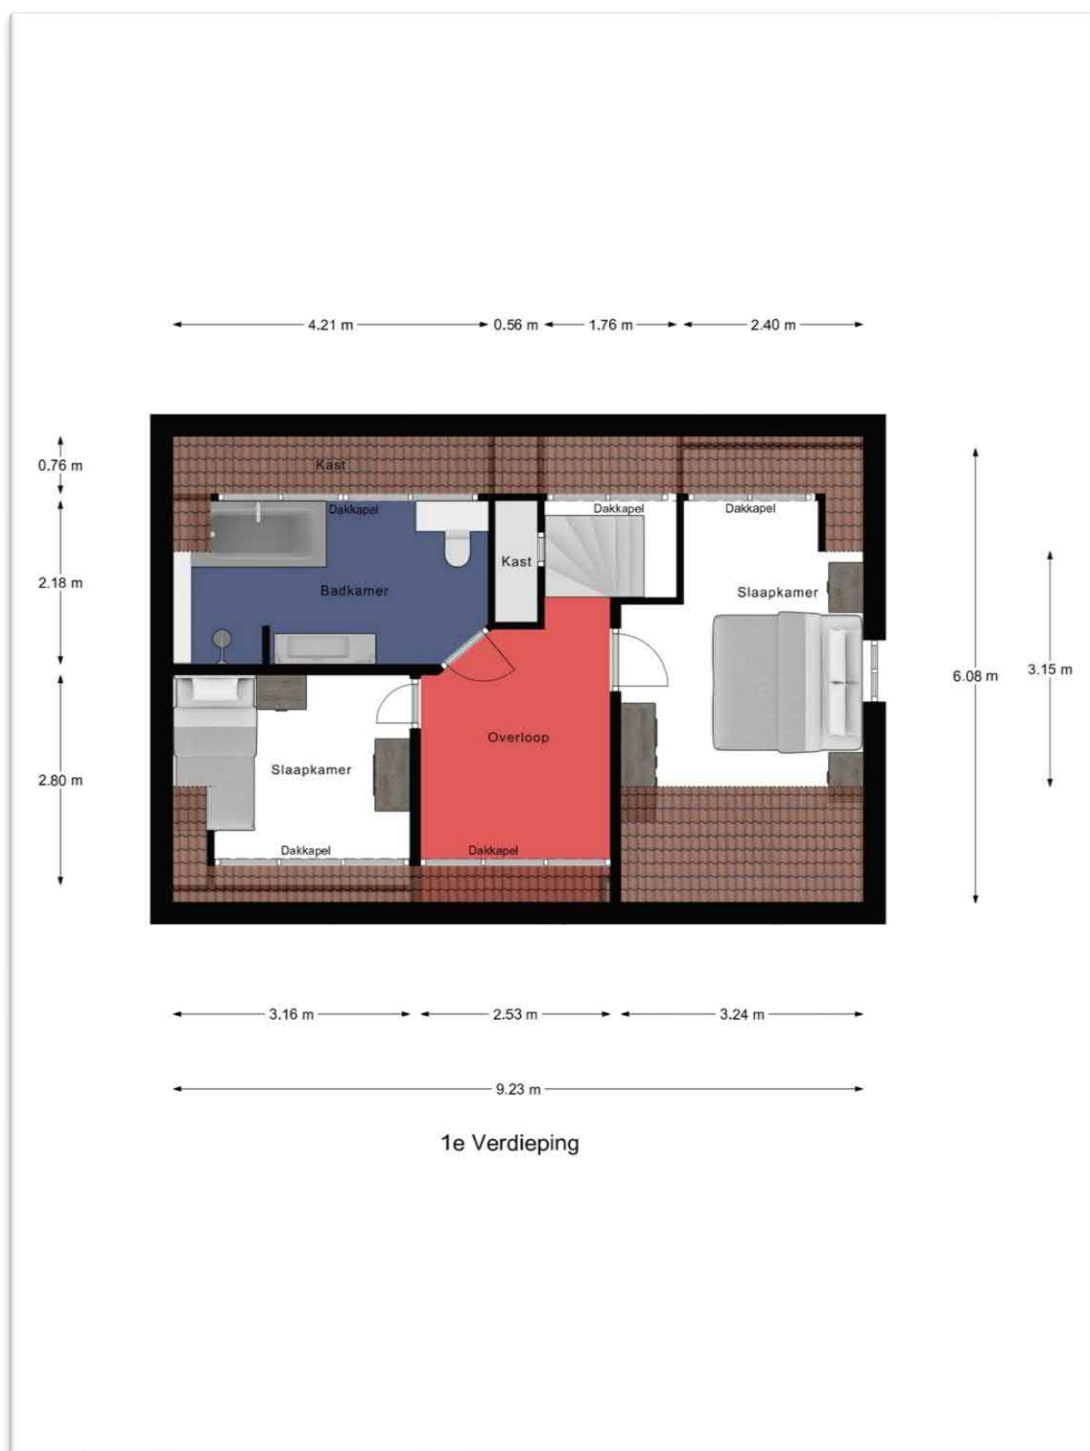 4.21 m 0.56 m 1.76 m 2.40 m
0.76 m
Kast
Dakkapel Dakkapel Dakkapel
Kast
2.18 m
Badkamer Slaapkamer
6.08 m 3.15 m
Overloop
Slaapkamer
2.80 m
Dakkapel Dakkapel
3.16 m 2.53 m 3.24 m
9.23 m
1e Verdieping